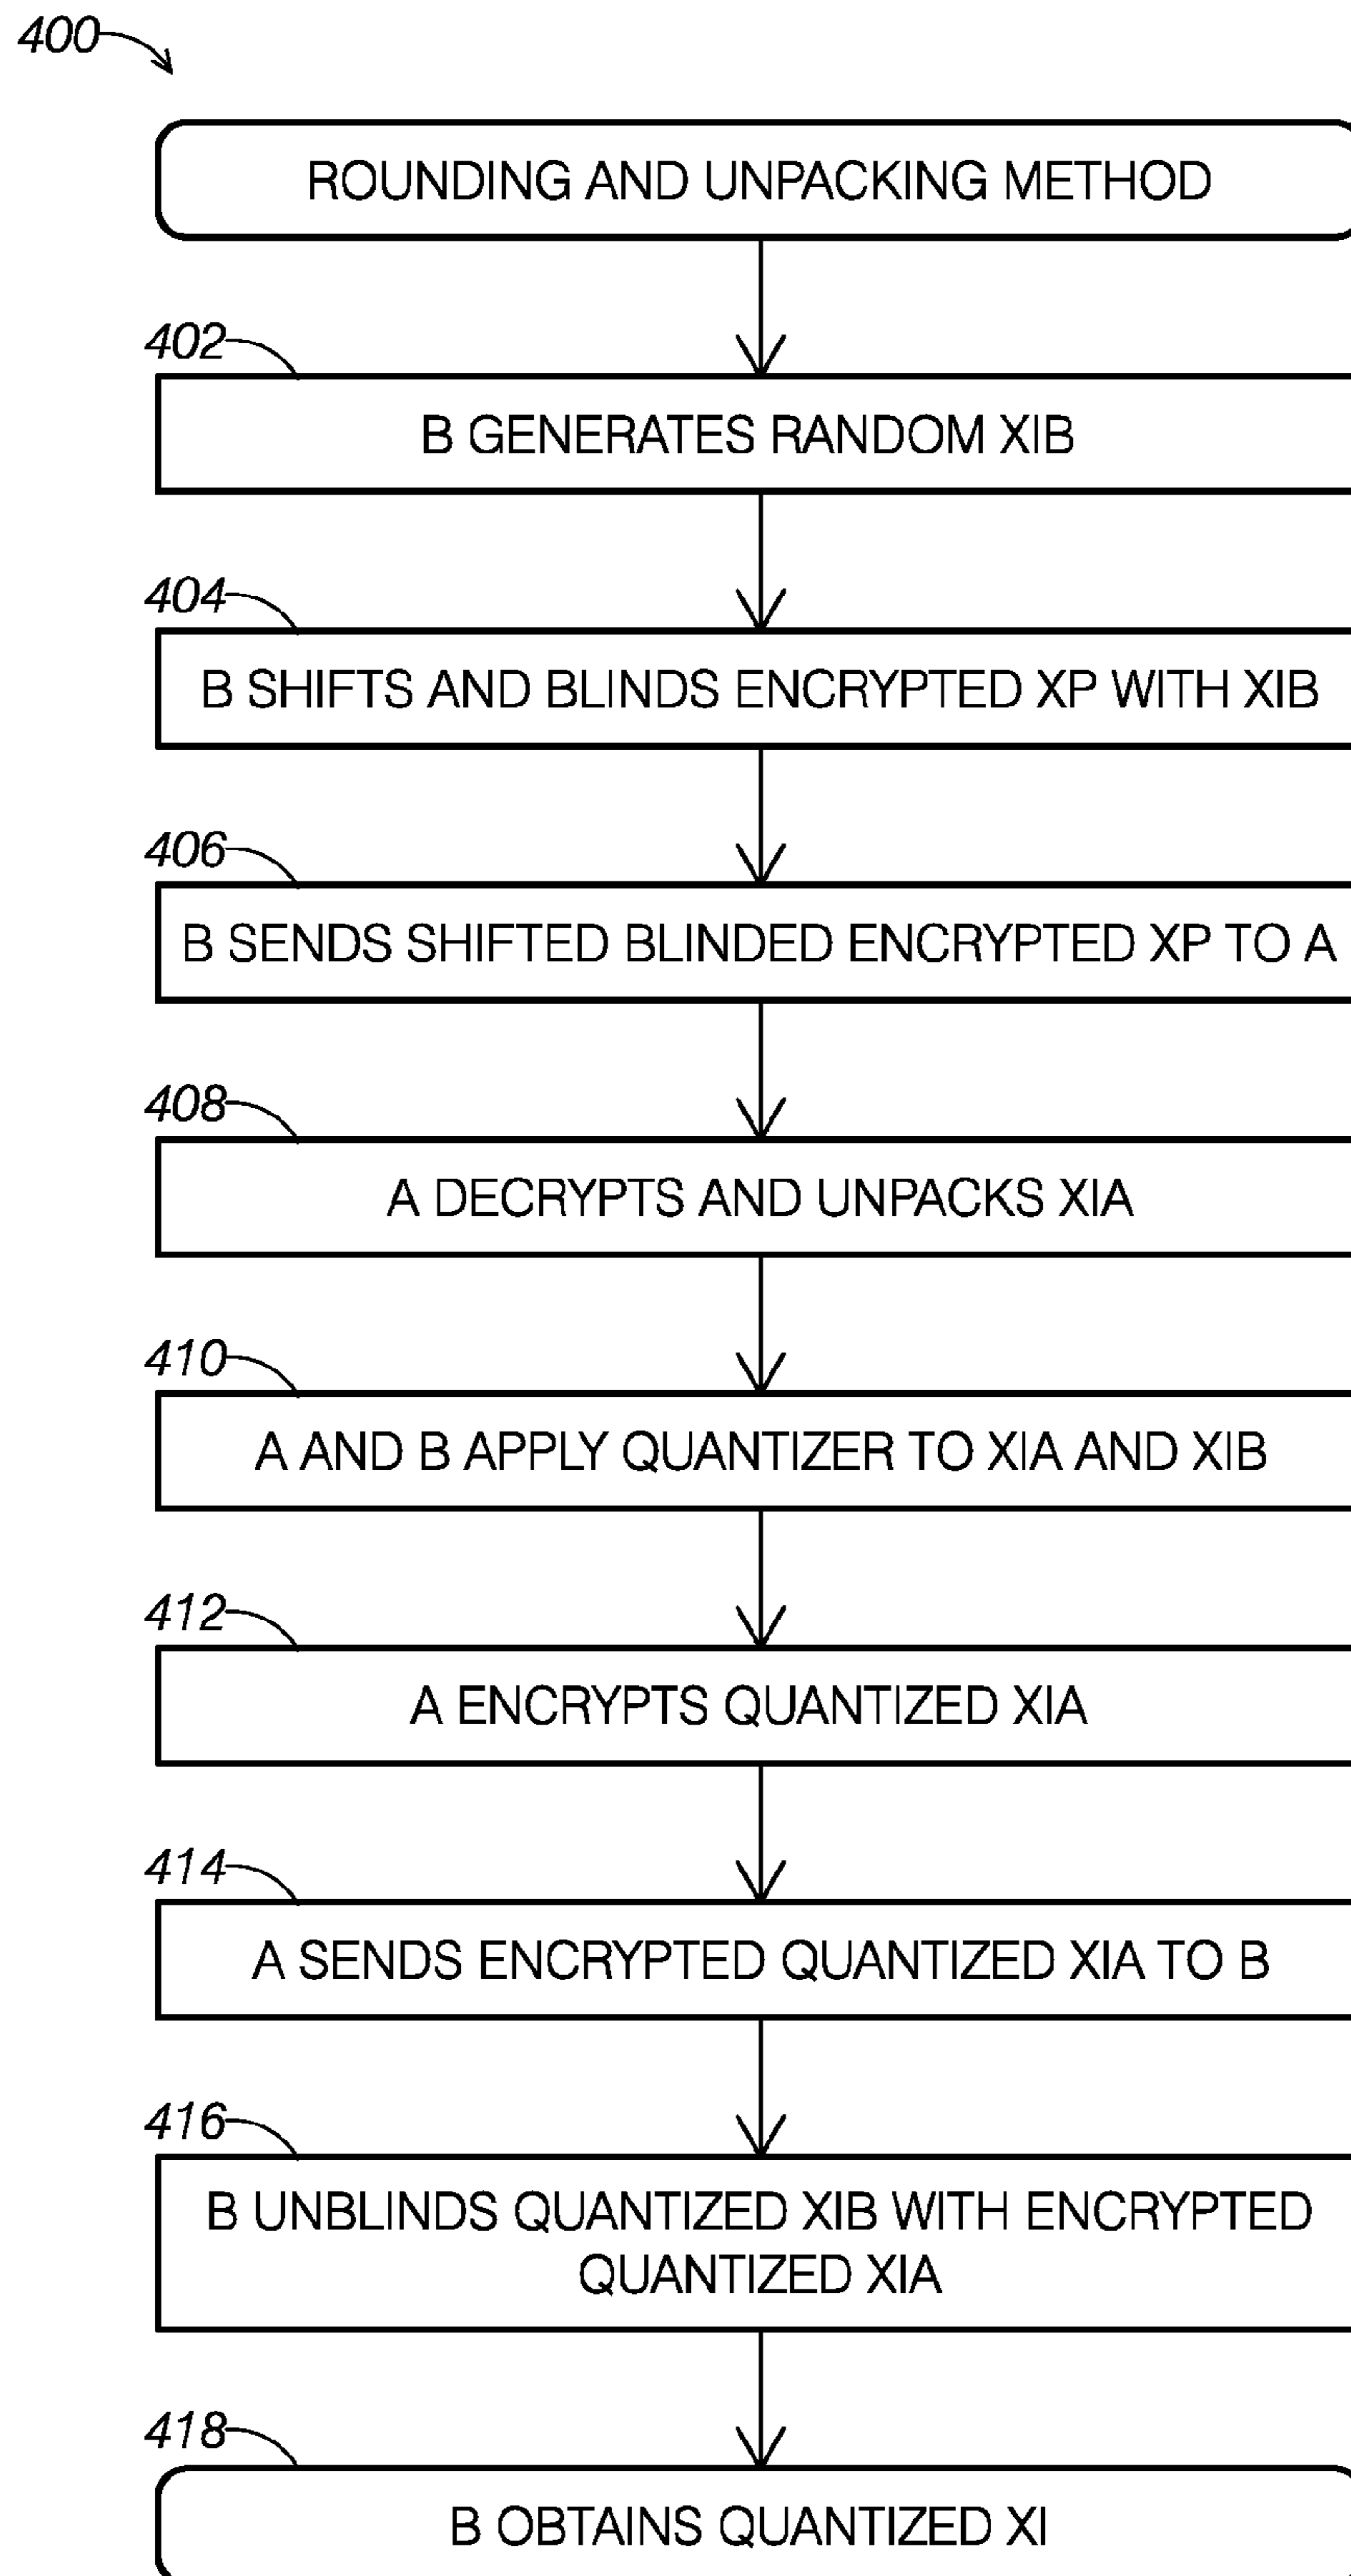 400
ROUNDING AND UNPACKING METHOD
402
B GENERATES RANDOM XIB
404
B SHIFTS AND BLINDS ENCRYPTED XP WITH XIB
406
B SENDS SHIFTED BLINDED ENCRYPTED XP TO A
408
A DECRYPTS AND UNPACKS XIA
410
A AND B APPLY QUANTIZER TO XIA AND XIB
412
A ENCRYPTS QUANTIZED XIA
414
A SENDS ENCRYPTED QUANTIZED XIA TO B
416
B UNBLINDS QUANTIZED XIB WITH ENCRYPTED
QUANTIZED XIA
418
B OBTAINS QUANTIZED XI